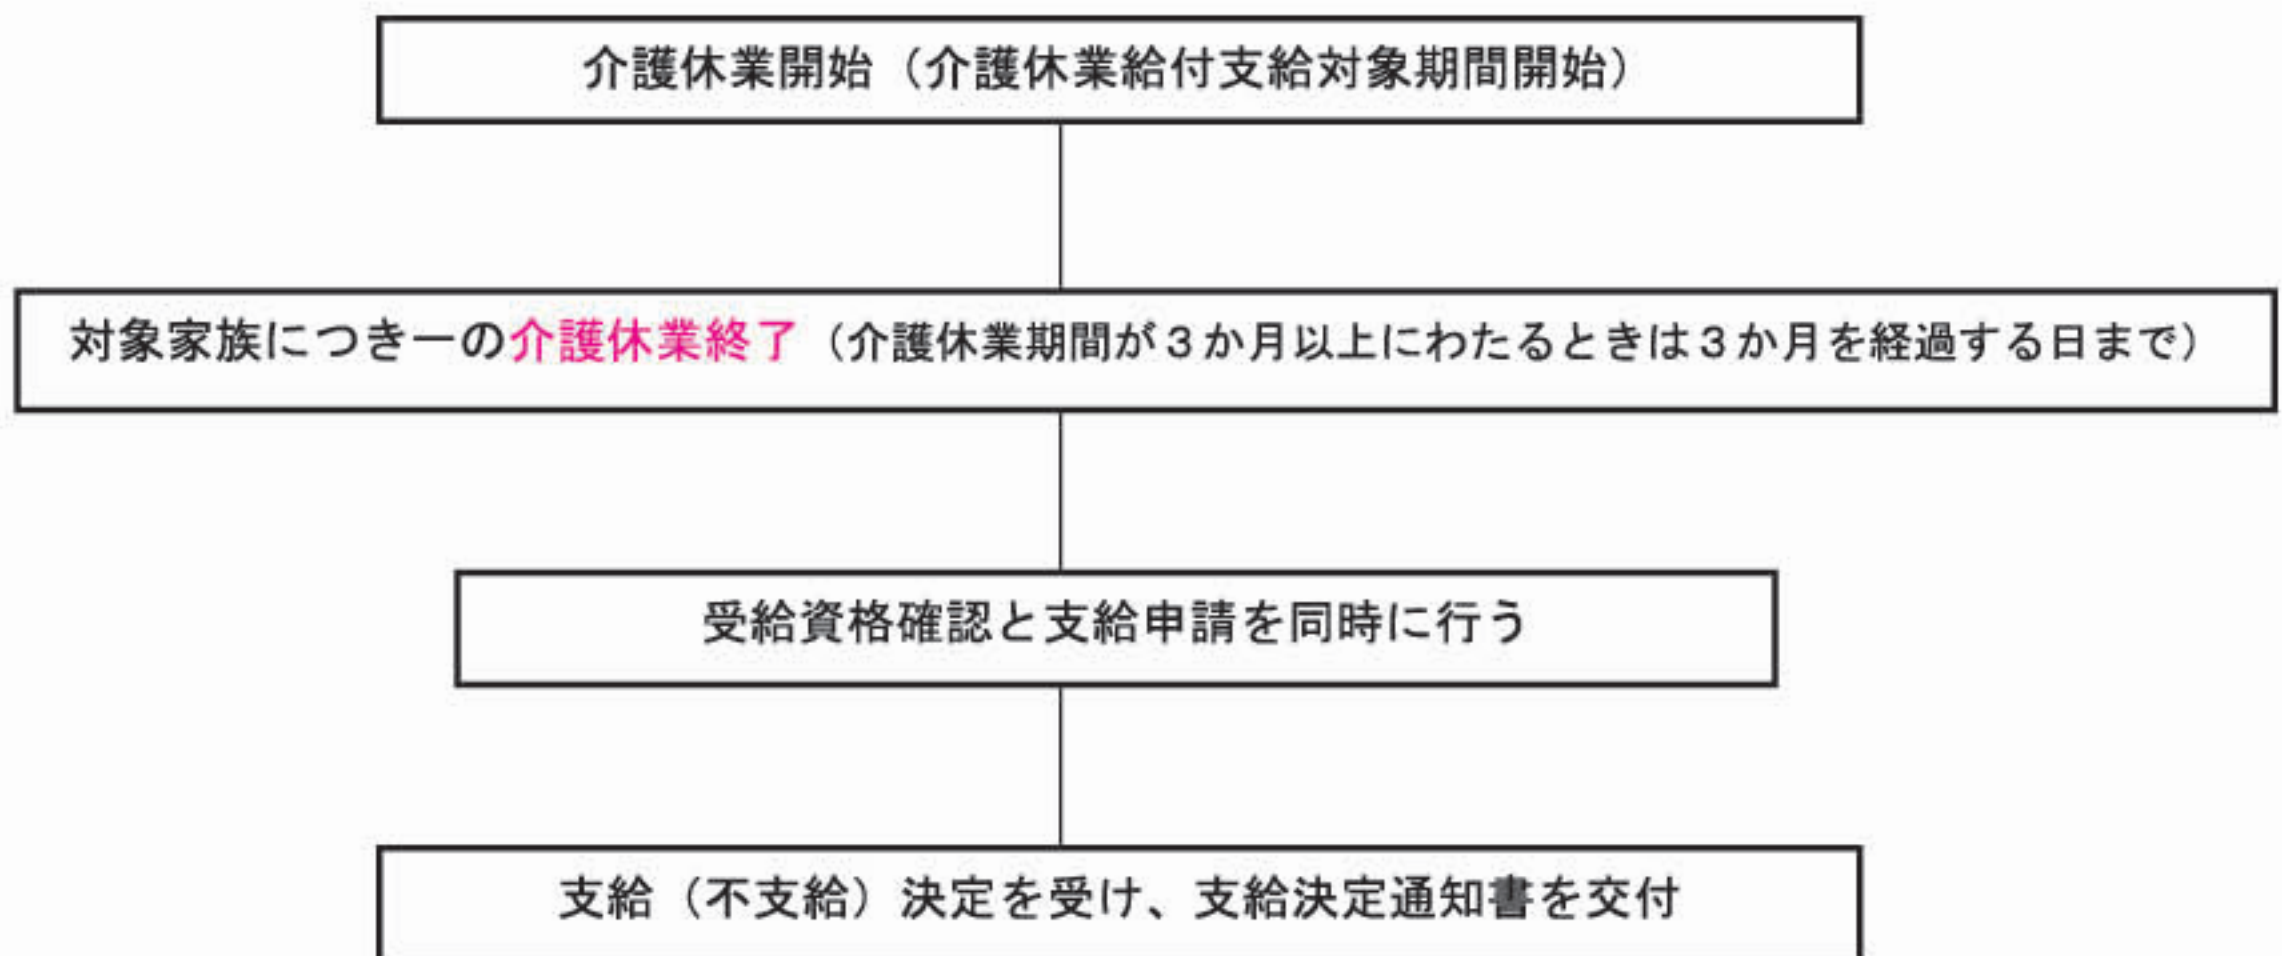 介護休業開始（介護休業給付支給対象期間開始）
対象家族につき一の介護休業終了（介護休業期間が３か月以上にわたるときは３か月を経過する日まで）
受給資格確認と支給申請を同時に行う
支給（不支給）決定を受け、支給決定通知書を交付